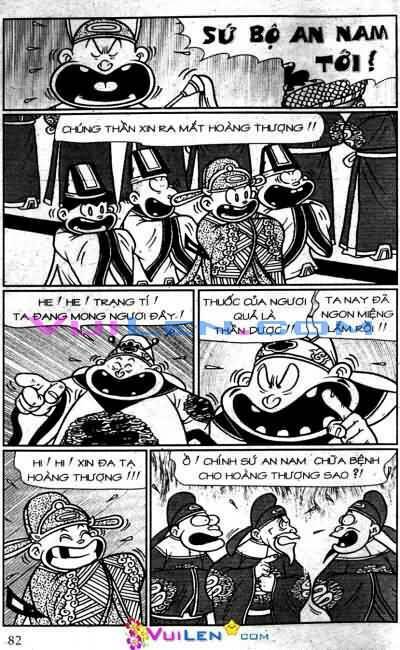 SỨ BỘ AN NAM
TỚI!
CHÚNG THẦN XIN RA MẮT HOÀNG THƯỢNG!!
HE! HE! TRẠNG TÍ!
TA ĐANG MONG NGƯƠI ĐÂY!
THUỐC CỦA NGƯƠI
QUẢ LÀ
THẦN DƯỢC!!
TA NAY ĐÃ
NGON MIỆNG
LẮM RỒI!!
VuiLen.com
HI! HI! XIN ĐA TẠ
HOÀNG THƯỢNG!!!
Ồ! CHÍNH SỨ AN NAM CHỮA BỆNH
CHO HOÀNG THƯỢNG SAO?!
82
VuiLen.com